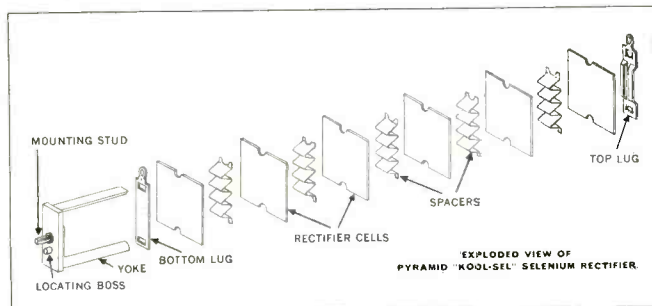 MOUNTING STUD
LOCATING BOSS
YOKE
BOTTOM LUG
RECTIFIER CELLS
SPACERS
TOP LUG
EXPLODED VIEW OF
PYRAMID "KOOL-SEL" SELENIUM RECTIFIER.